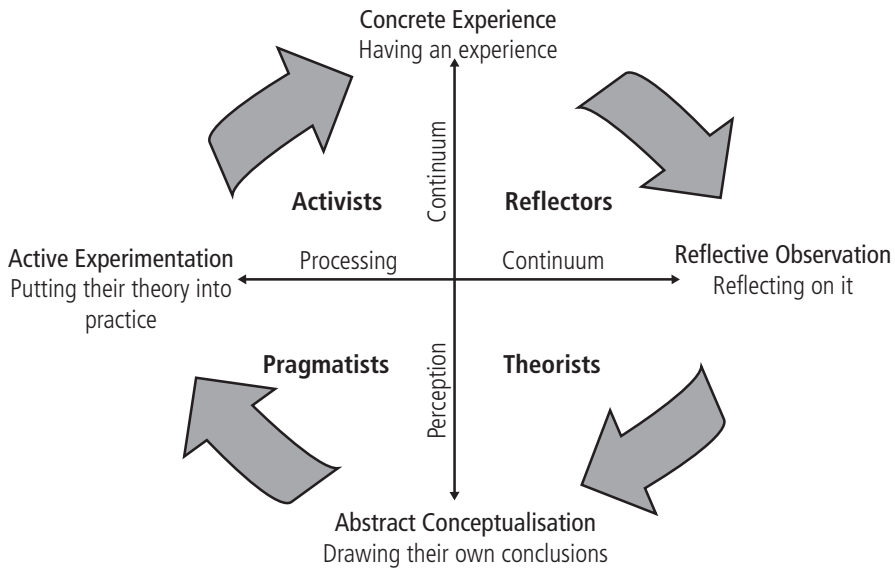 Concrete Experience
Having an experience
Continuum
Activists
Reflectors
Active Experimentation
Putting their theory into
practice
Processing
Continuum
Reflective Observation
Reflecting on it
Pragmatists
Perception
Theorists
Abstract Conceptualisation
Drawing their own conclusions